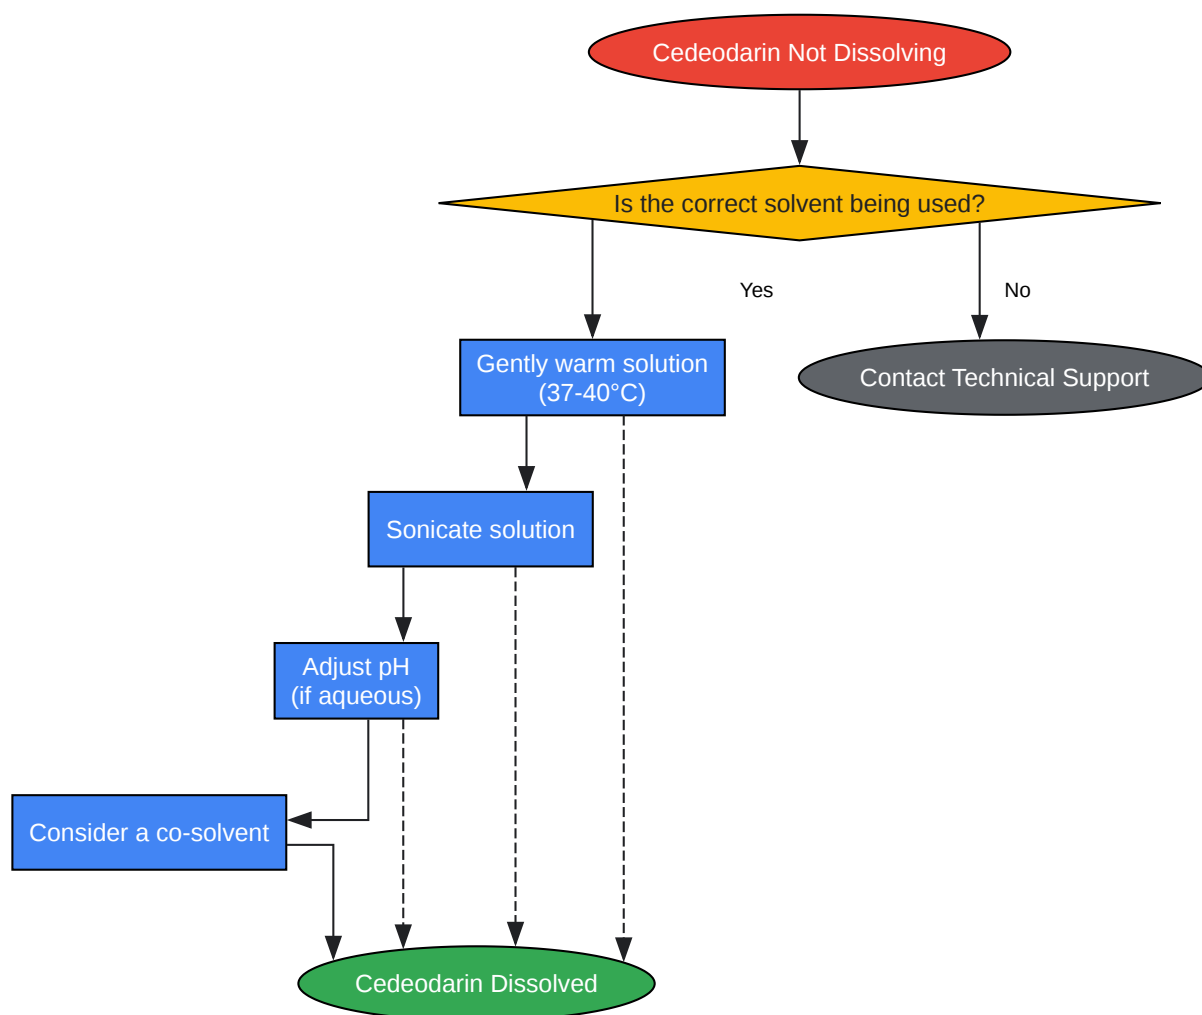 Cedeodarin Not Dissolving
Is the correct solvent being used?
Yes
No
Gently warm solution
(37-40°C)
Contact Technical Support
Sonicate solution
Adjust pH
(if aqueous)
Consider a co-solvent
Cedeodarin Dissolved